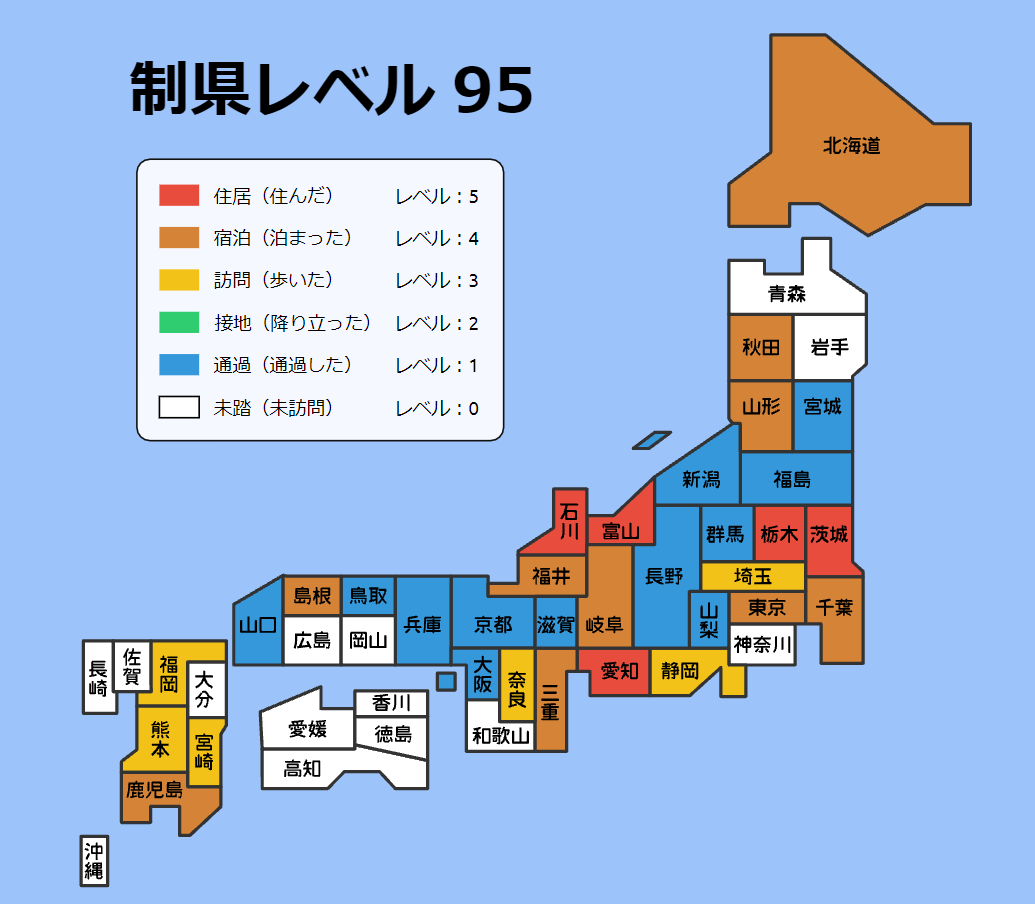 制県レベル 95
住居（住んだ） レベル：5
宿泊（泊まった） レベル：4
訪問（歩いた） レベル：3
接地（降り立った） レベル：2
通過（通過した） レベル：1
未踏（未訪問） レベル：0
北海道
青森
秋田
岩手
山形
宮城
新潟
福島
石川
富山
群馬
栃木
茨城
福井
長野
埼玉
島根
鳥取
山口
兵庫
京都
滋賀
岐阜
山梨
東京
千葉
広島
岡山
神奈川
長崎
佐賀
福岡
大分
大阪
奈良
三重
愛知
静岡
香川
愛媛
徳島
和歌山
熊本
宮崎
高知
鹿児島
沖縄